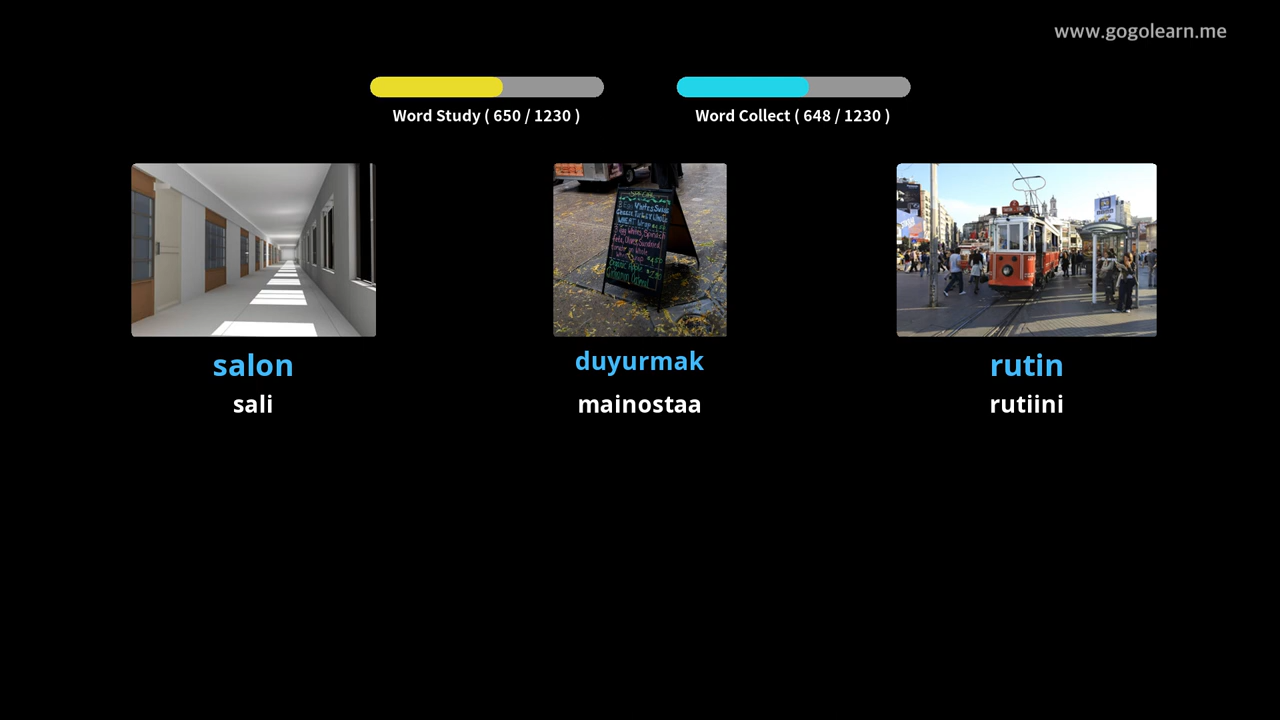 www.gogolearn.me
Word Study ( 650 / 1230 )
Word Collect ( 648 / 1230 )
salon
duyurmak
rutin
sali
mainostaa
rutiini